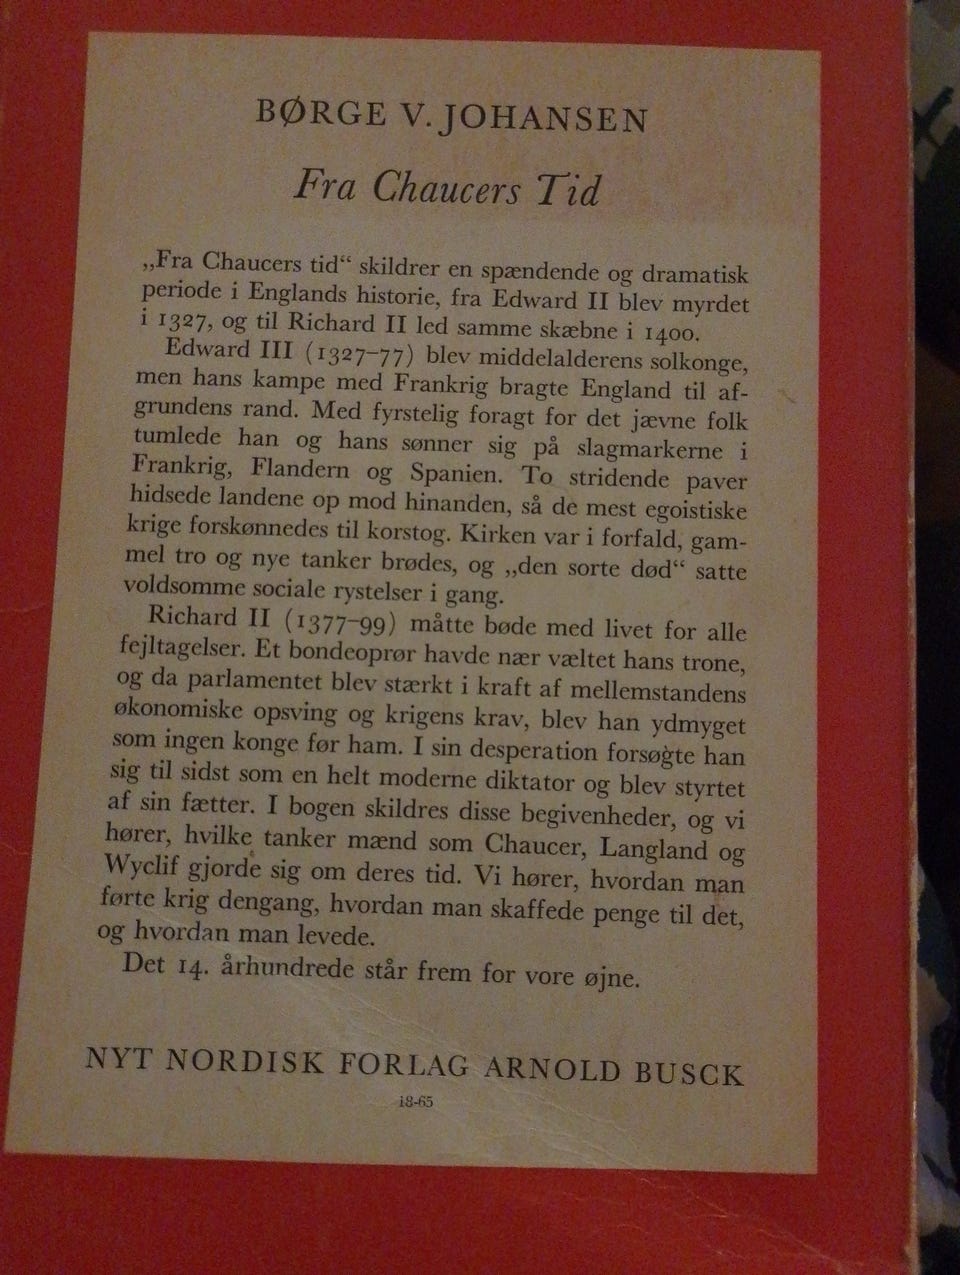 BØRGE V. JOHANSEN
Fra Chaucers Tid
„Fra Chaucers tid“ skildrer en spændende og dramatisk
periode i Englands historie, fra Edward II blev myrdet
i 1327, og til Richard II led samme skæbne i 1400.
Edward III (1327–77) blev middelalderens solkonge,
men hans kampe med Frankrig bragte England til af-
grundens rand. Med fyrstelig foragt for det jævne folk
tumlede han og hans sønner sig på slagmarkerne i
Frankrig, Flandern og Spanien. To stridende paver
hidsede landene op mod hinanden, så de mest egoistiske
krige forskønnedes til korstog. Kirken var i forfald, gam-
mel tro og nye tanker brødes, og „den sorte død“ satte
voldsomme sociale rystelser i gang.
Richard II (1377–99) måtte bøde med livet for alle
fejltagelser. Et bondeoprør havde nær væltet hans trone,
og da parlamentet blev stærkt i kraft af mellemstandens
økonomiske opsving og krigens krav, blev han ydmyget
som ingen konge før ham. I sin desperation forsøgte han
sig til sidst som en helt moderne diktator og blev styrtet
af sin fætter. I bogen skildres disse begivenheder, og vi
hører, hvilke tanker mænd som Chaucer, Langland og
Wyclif gjorde sig om deres tid. Vi hører, hvordan man
førte krig dengang, hvordan man skaffede penge til det,
og hvordan man levede.
Det 14. århundrede står frem for vore øjne.
NYT NORDISK FORLAG ARNOLD BUSCK
18-65